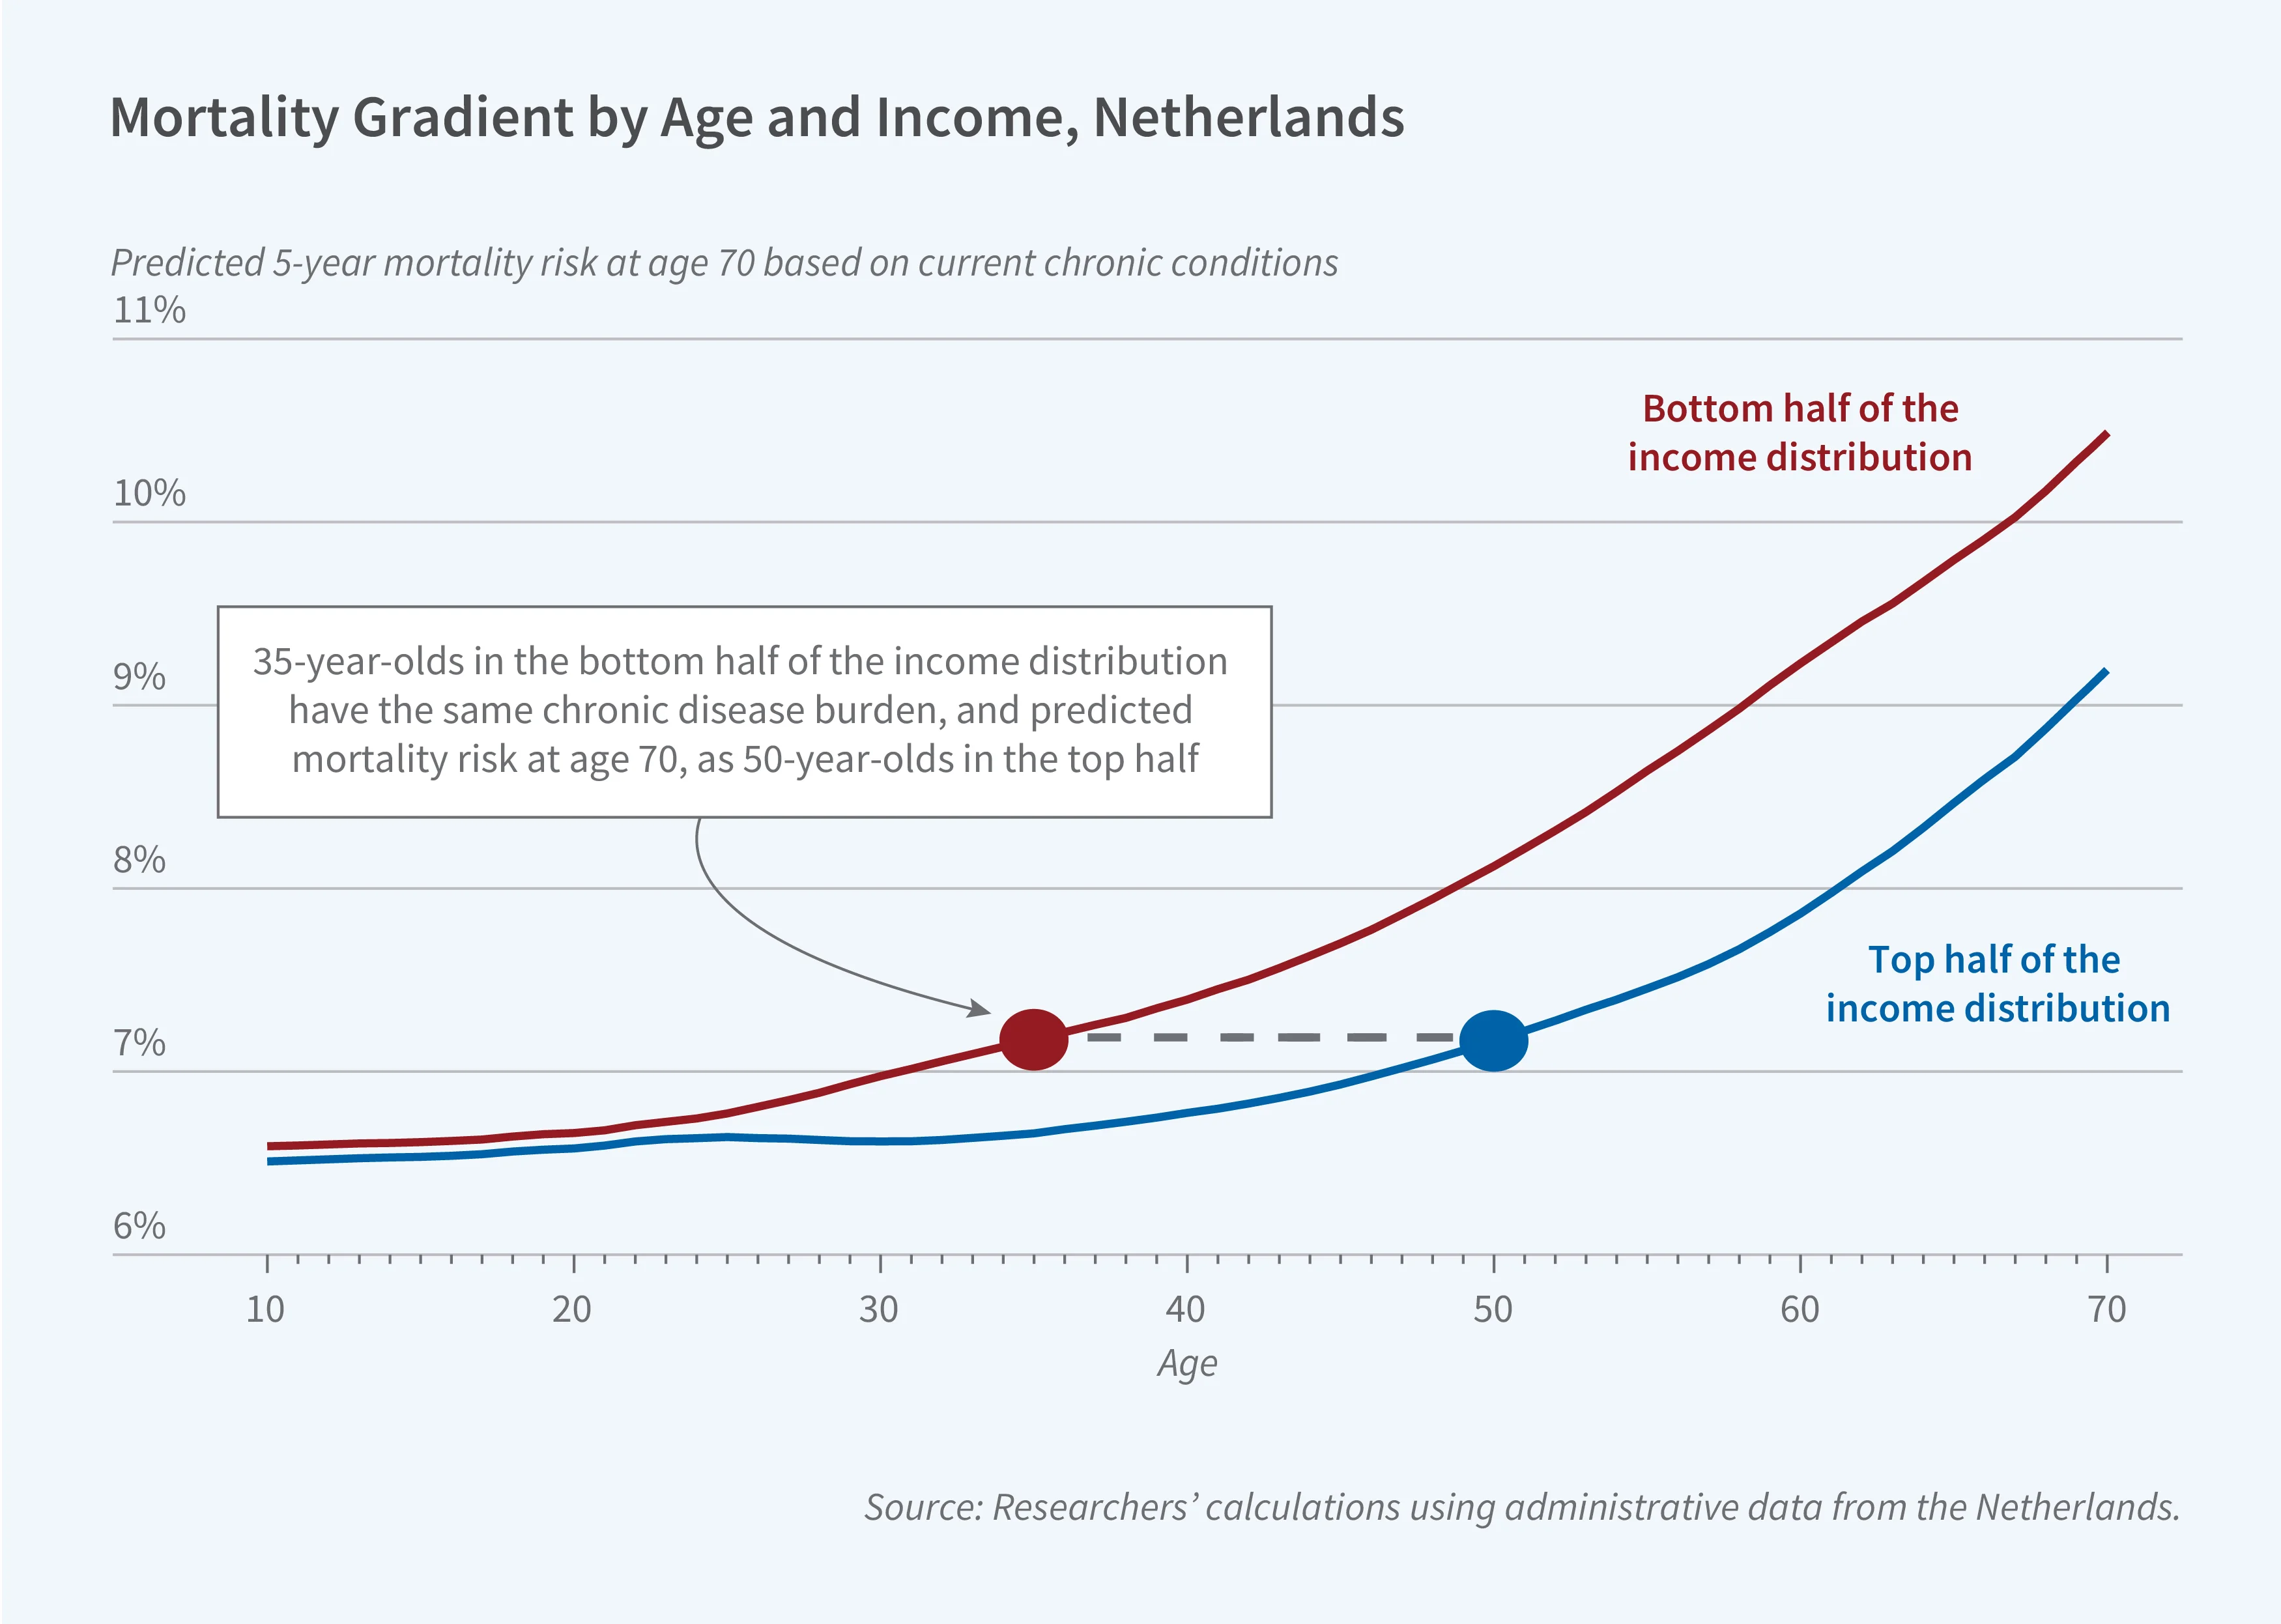 Mortality Gradient by Age and Income, Netherlands
Predicted 5-year mortality risk at age 70 based on current chronic conditions
11%
Bottom half of the
income distribution
10%
35-year-olds in the bottom half of the income distribution
have the same chronic disease burden, and predicted
mortality risk at age 70, as 50-year-olds in the top half
9%
8%
Top half of the
income distribution
7%
6%
10 20 30 40 50 60 70
Age
Source: Researchers’ calculations using administrative data from the Netherlands.